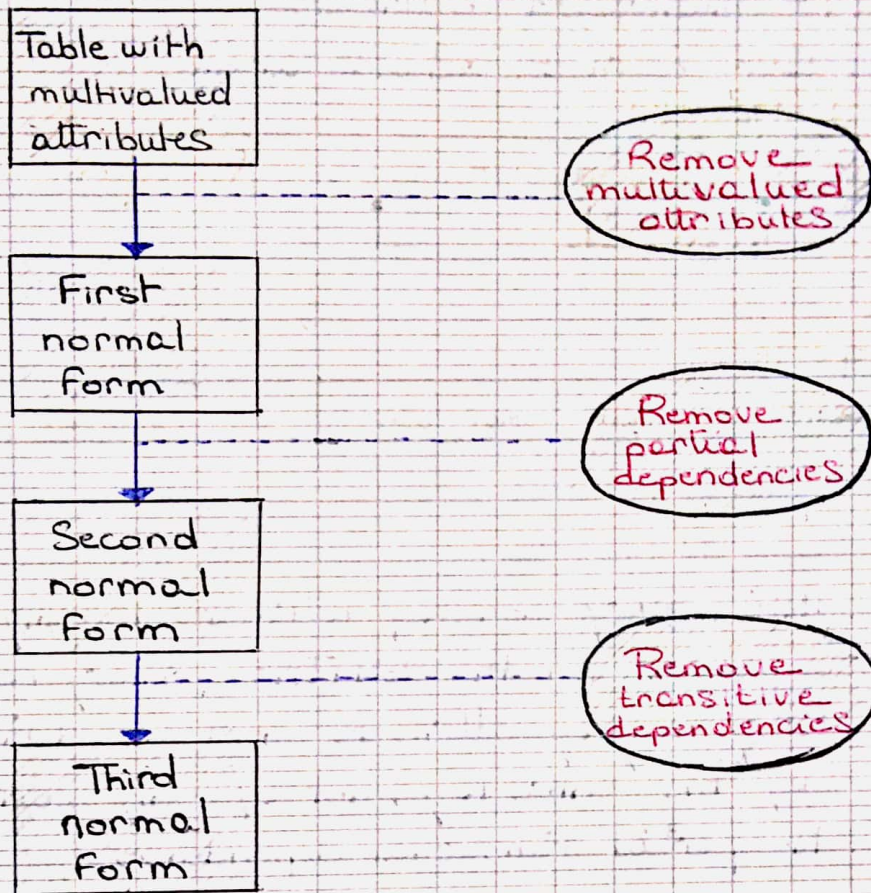 Table with
multivalued
attributes
Remove
multivalued
attributes
First
normal
form
Remove
partial
dependencies
Second
normal
form
Remove
transitive
dependencies
Third
normal
form